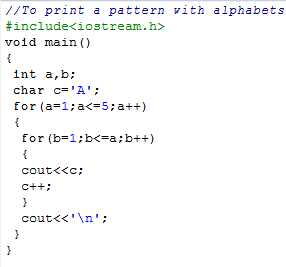 //To print a pattern with alphabets
#include<iostream.h>
void main()
{
int a,b;
char c='A';
for(a=1;a<=5;a++)
{
for(b=1;b<=a;b++)
{
cout<<c;
c++;
}
cout<<'\n';
}
}